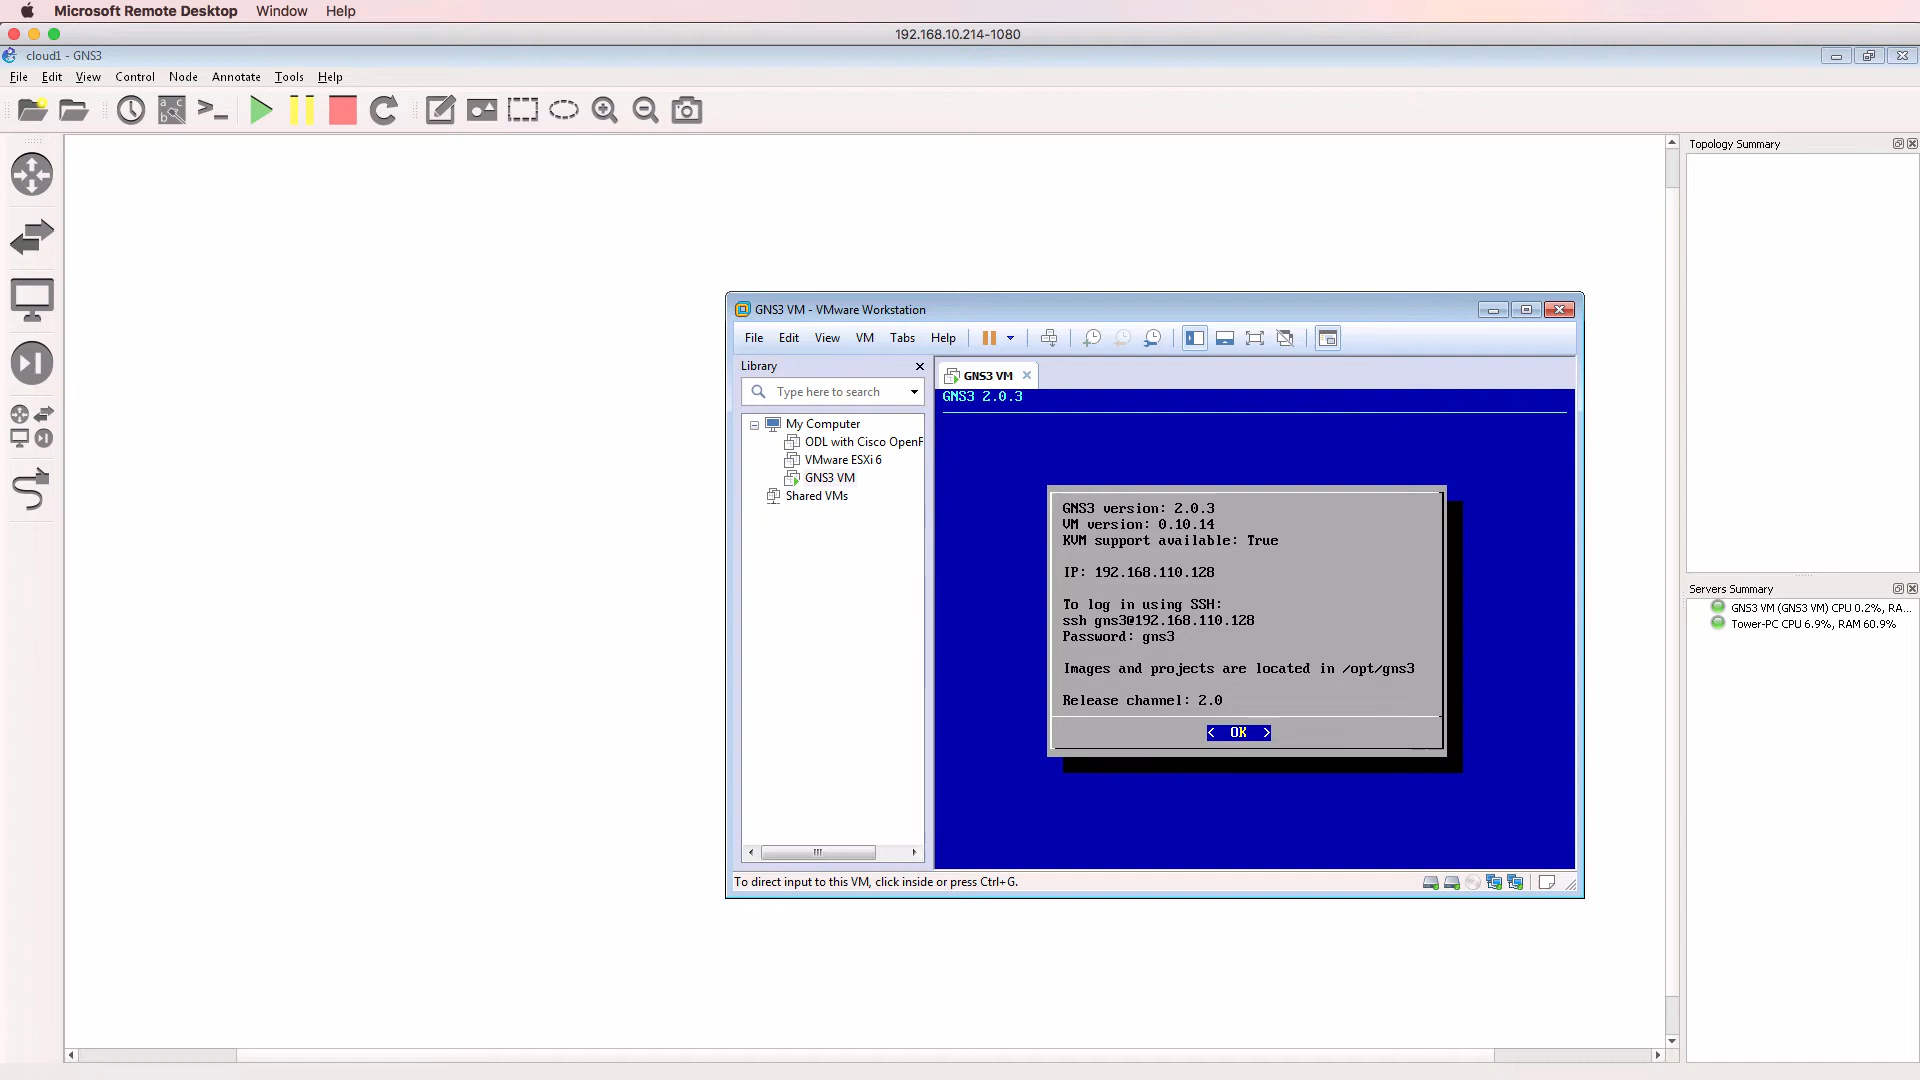 Microsoft Remote Desktop Window Help
192.168.10.214-1080
cloud1 - GNS3
File Edit View Control Node Annotate Tools Help
Topology Summary
GNS3 VM - VMware Workstation
File Edit View VM Tabs Help
Library
GNS3 VM
Type here to search
GNS3 2.0.3
My Computer
ODL with Cisco OpenF
VMware ESXi 6
GNS3 VM
Shared VMs
GNS3 version: 2.0.3
VM version: 0.10.14
KVM support available: True
IP: 192.168.110.128
To log in using SSH:
ssh gns3@192.168.110.128
Password: gns3
Images and projects are located in /opt/gns3
Release channel: 2.0
< OK >
To direct input to this VM, click inside or press Ctrl+G.
Servers Summary
GNS3 VM (GNS3 VM) CPU 0.2%, RA...
Tower-PC CPU 6.9%, RAM 60.9%